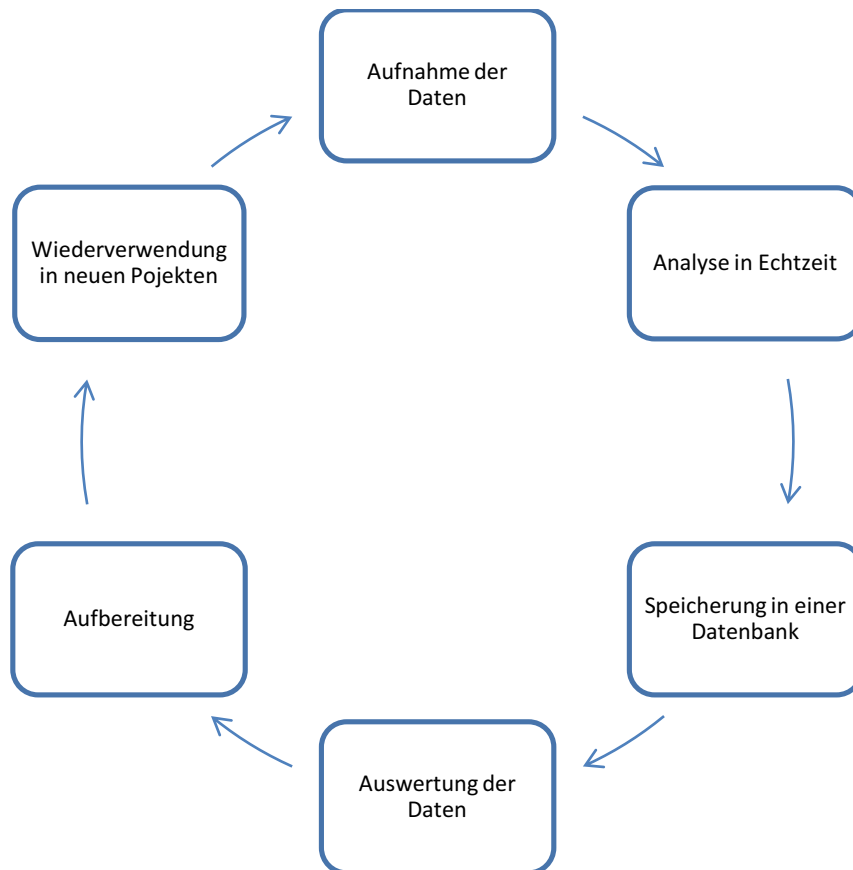 Aufnahme der
Daten
Analyse in Echtzeit
Speicherung in einer
Datenbank
Auswertung der
Daten
Aufbereitung
Wiederverwendung
in neuen Pojekten